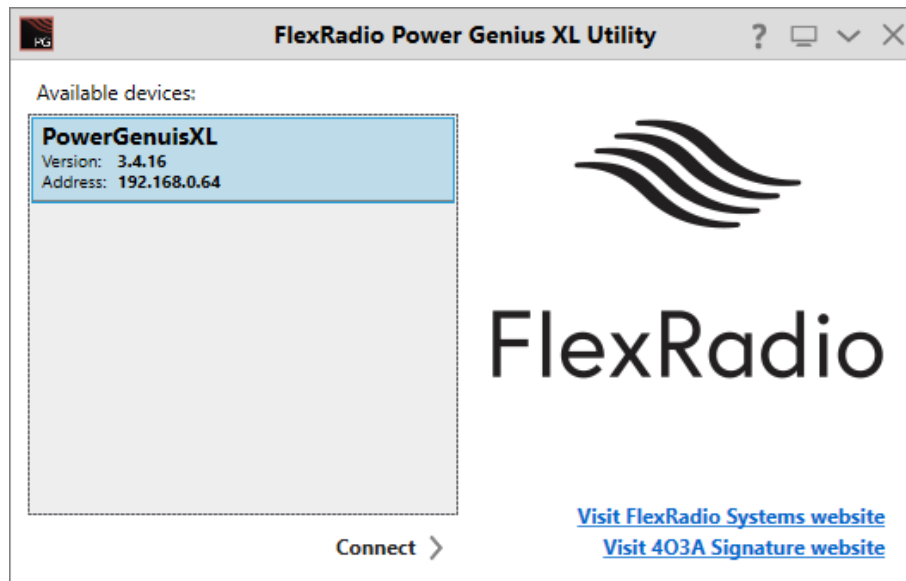 PG
FlexRadio Power Genius XL Utility
?
Available devices:
PowerGenuisXL
Version: 3.4.16
Address: 192.168.0.64
FlexRadio
Visit FlexRadio Systems website
Connect
Visit 4O3A Signature website